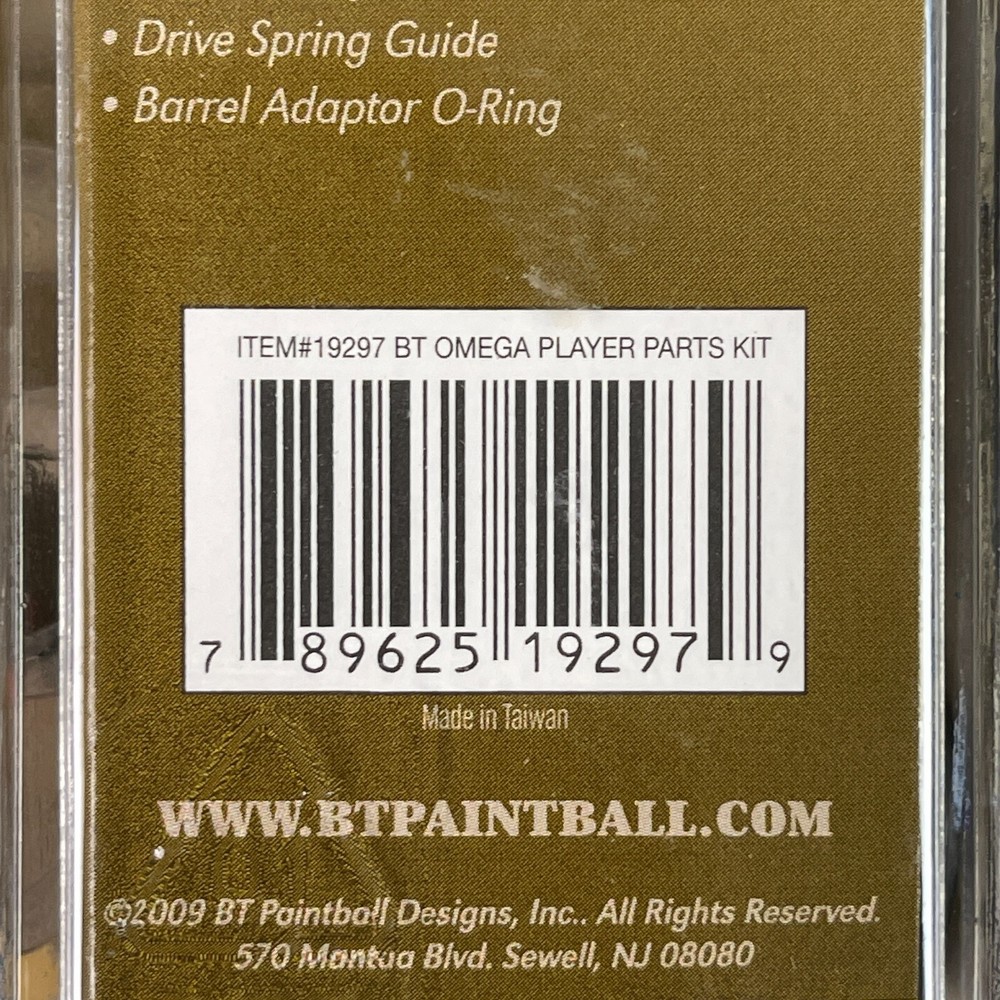 • Drive Spring Guide
• Barrel Adaptor O-Ring
ITEM#19297 BT OMEGA PLAYER PARTS KIT
7 89625 19297 9
Made in Taiwan
WWW.BTPAINTBALL.COM
©2009 BT Paintball Designs, Inc.. All Rights Reserved.
570 Mantua Blvd. Sewell, NJ 08080